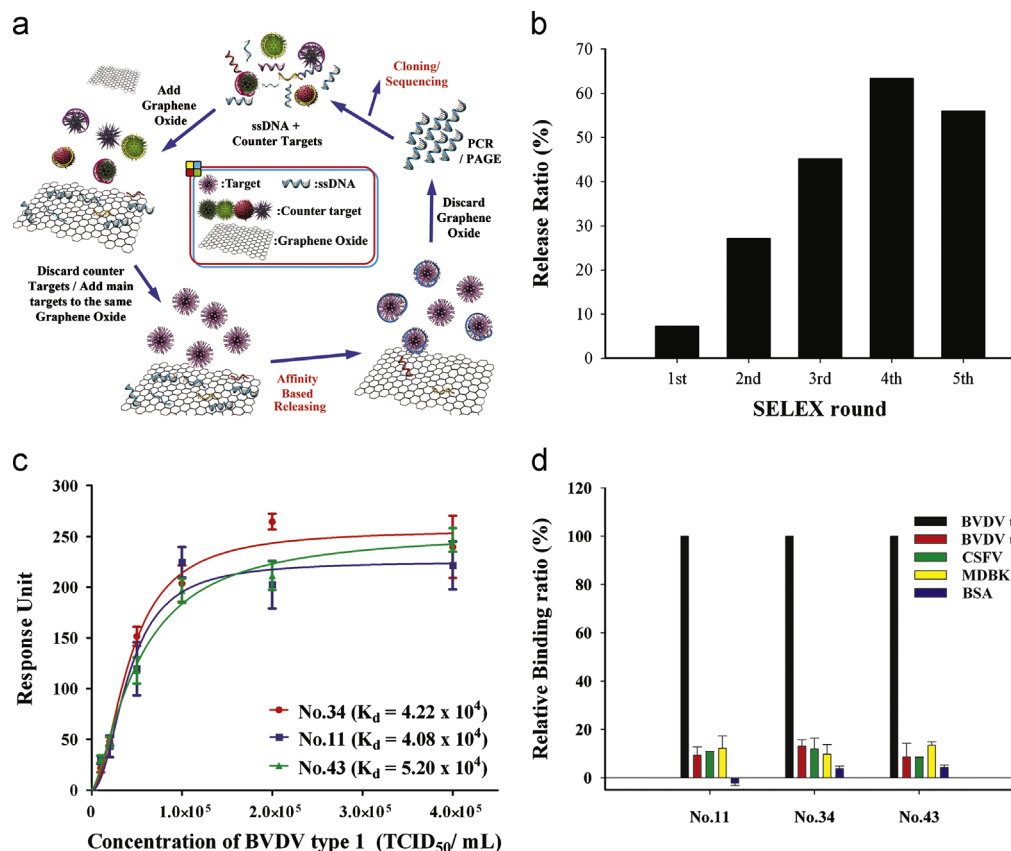 a
Add
Graphene
Oxide
ssDNA +
Counter Targets
Cloning/
Sequencing
PCR
/ PAGE
:Target
:ssDNA
:Counter target
:Graphene Oxide
Discard
Graphene
Oxide
Discard counter
Targets / Add main
targets to the same
Graphene Oxide
Affinity
Based
Releasing
b
Release Ratio (%)
70
60
50
40
30
20
10
0
1st 2nd 3rd 4th 5th
SELEX round
c
Response Unit
300
250
200
150
100
50
0
No.34 (Kd = 4.22 x 10⁴)
No.11 (Kd = 4.08 x 10⁴)
No.43 (Kd = 5.20 x 10⁴)
0 1.0×10⁵ 2.0×10⁵ 3.0×10⁵ 4.0×10⁵
Concentration of BVDV type 1 (TCID₅₀/ mL)
d
Relative Binding ratio (%)
120
100
80
60
40
20
0
BVDV
BVDV
CSFV
MDBK
BSA
No.11 No.34 No.43